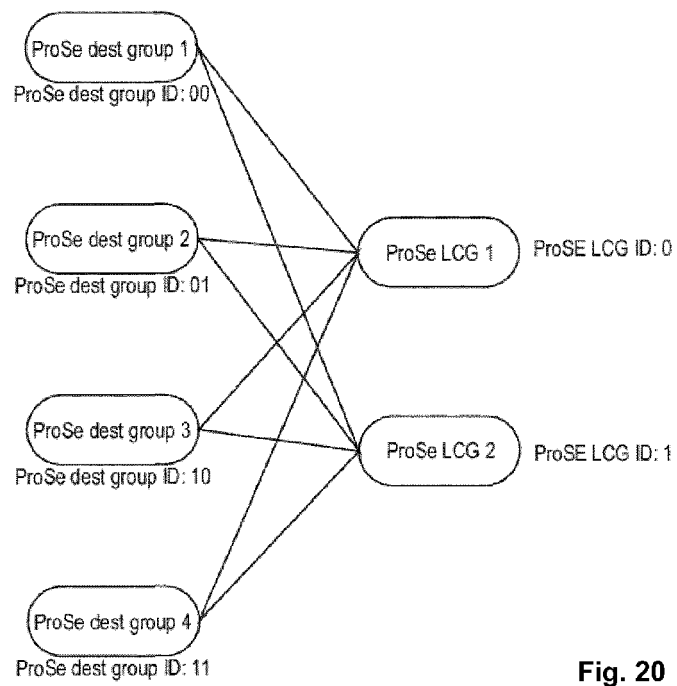 ProSe dest group 1
ProSe dest group ID: 00
ProSe dest group 2
ProSe dest group ID: 01
ProSe dest group 3
ProSe dest group ID: 10
ProSe dest group 4
ProSe dest group ID: 11
ProSe LCG 1
ProSE LCG ID: 0
ProSe LCG 2
ProSE LCG ID: 1
Fig. 20